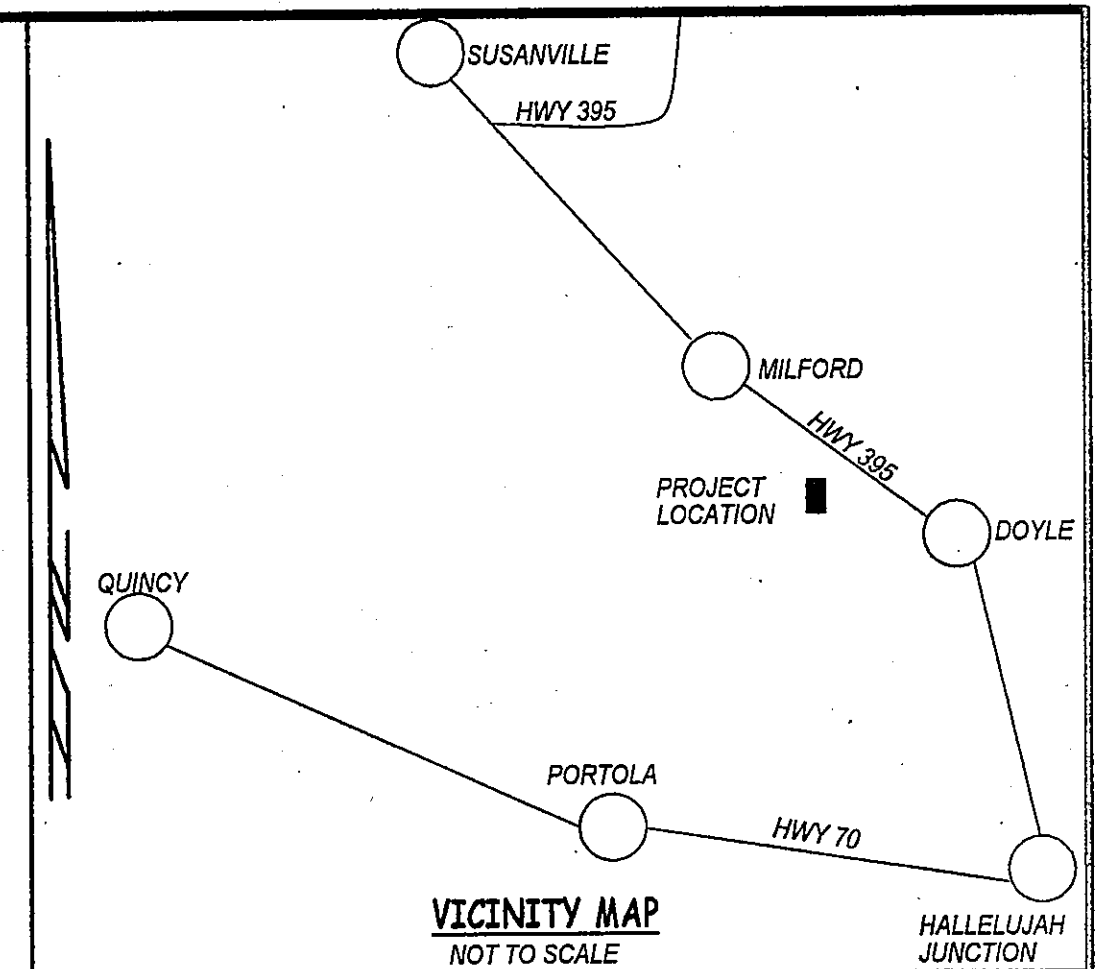 SUSANVILLE
HWY 395
MILFORD
HWY 395
PROJECT
LOCATION
DOYLE
QUINCY
PORTOLA
HWY 70
VICINITY MAP
NOT TO SCALE
HALLELUJAH
JUNCTION